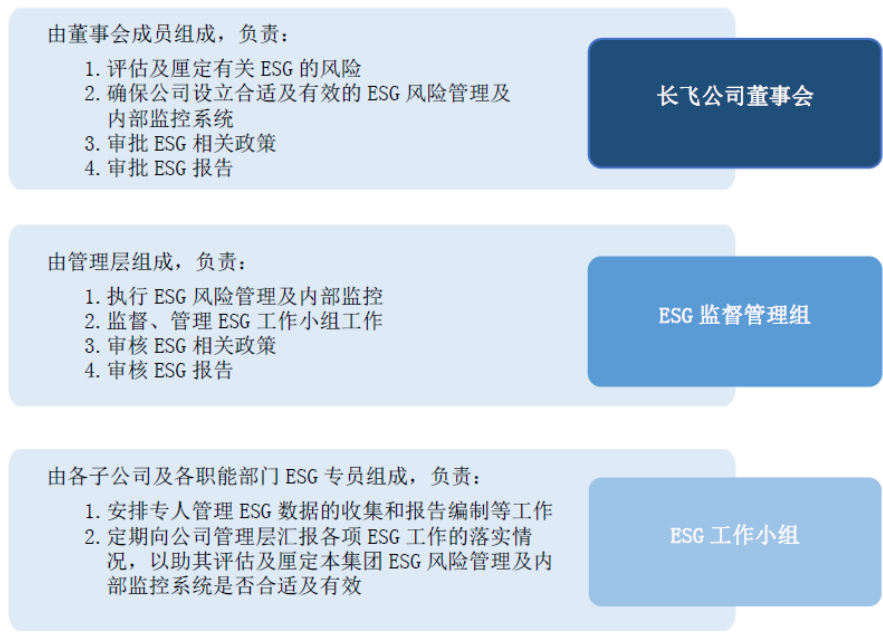 由董事会成员组成，负责：
1. 评估及厘定有关 ESG 的风险
2. 确保公司设立合适及有效的 ESG 风险管理及
内部监控系统
3. 审批 ESG 相关政策
4. 审批 ESG 报告
长飞公司董事会
由管理层组成，负责：
1. 执行 ESG 风险管理及内部监控
2. 监督、管理 ESG 工作小组工作
3. 审核 ESG 相关政策
4. 审核 ESG 报告
ESG 监督管理组
由各子公司及各职能部门 ESG 专员组成，负责：
1. 安排专人管理 ESG 数据的收集和报告编制等工作
2. 定期向公司管理层汇报各项 ESG 工作的落实情
况，以助其评估及厘定本集团 ESG 风险管理及内
部监控系统是否合适及有效
ESG 工作小组